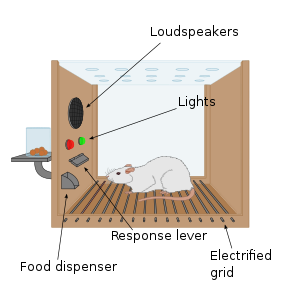 Loudspeakers
Lights
Response lever
Electrified
grid
Food dispenser